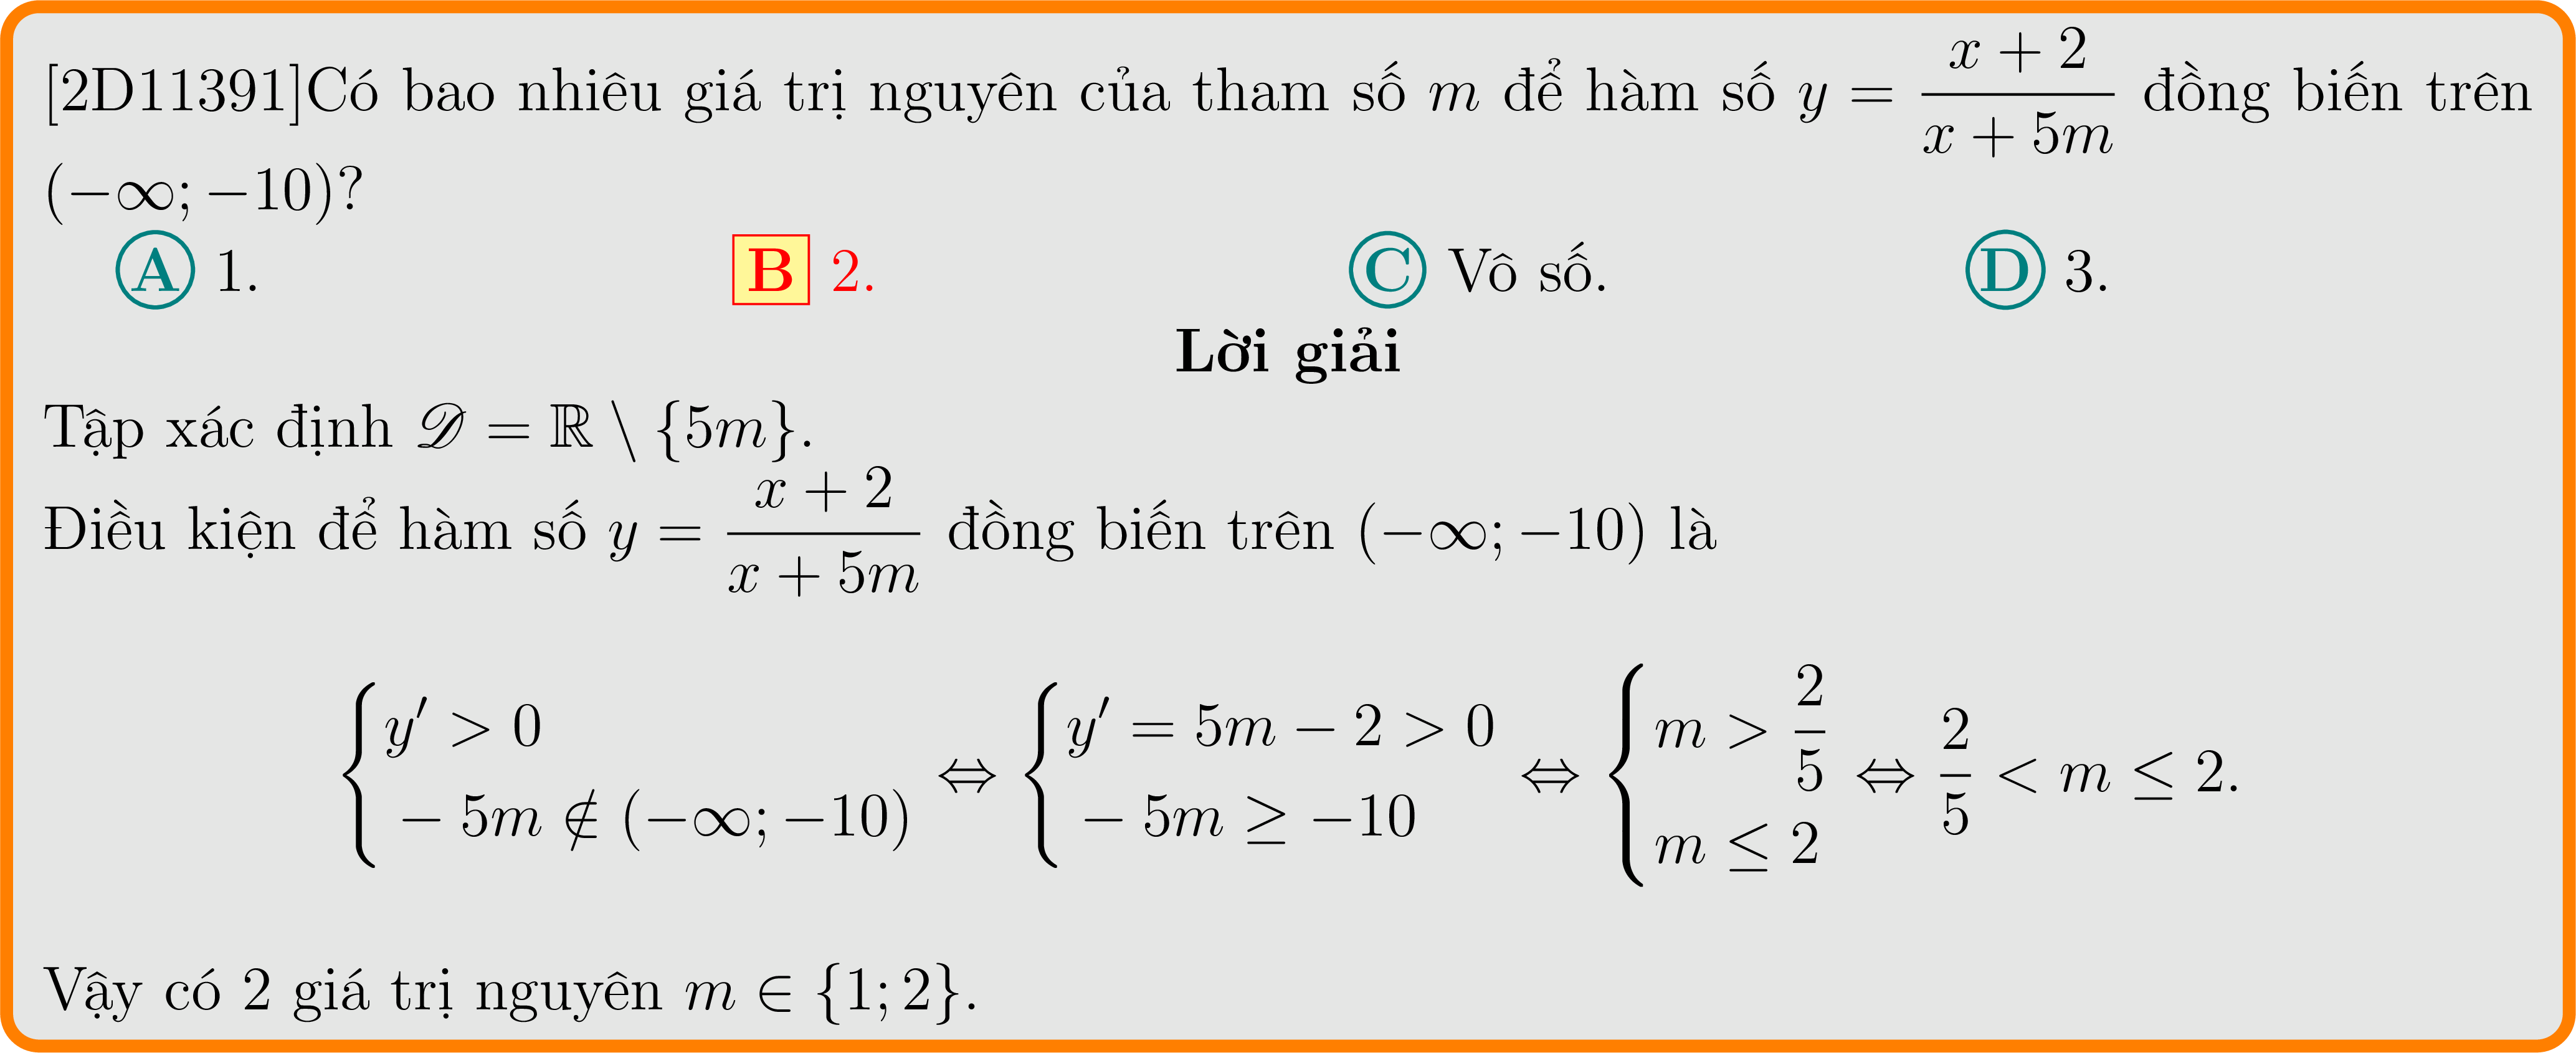 [2D11391]Có bao nhiêu giá trị nguyên của tham số $m$ để hàm số $y = \dfrac{x+2}{x+5m}$ đồng biến trên
$(-\infty; -10)$?
A 1. B 2. C Vô số. D 3.
Lời giải
Tập xác định $\mathscr{D} = \mathbb{R} \setminus \{5m\}$.
Điều kiện để hàm số $y = \dfrac{x+2}{x+5m}$ đồng biến trên $(-\infty; -10)$ là
$\begin{cases} y' > 0 \\ -5m \notin (-\infty; -10) \end{cases} \Leftrightarrow \begin{cases} y' = 5m - 2 > 0 \\ -5m \geq -10 \end{cases} \Leftrightarrow \begin{cases} m > \dfrac{2}{5} \\ m \leq 2 \end{cases} \Leftrightarrow \dfrac{2}{5} < m \leq 2.$
Vậy có 2 giá trị nguyên $m \in \{1; 2\}$.